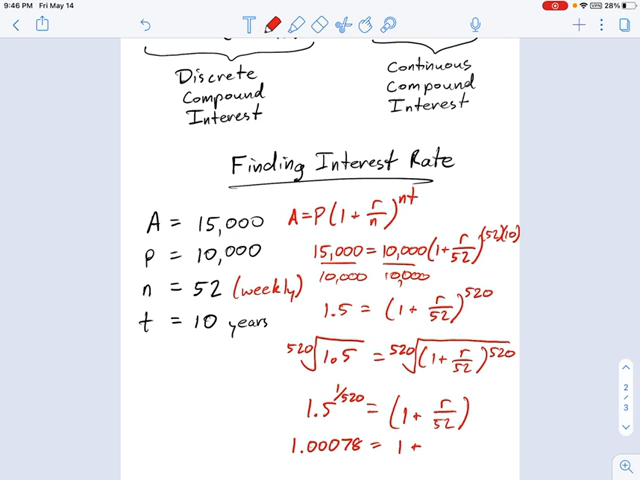 9:46 PM Fri May 14
28%
T
Discrete
Compound
Interest
Continuous
Compound
Interest
Finding Interest Rate
A = 15,000
P = 10,000
n = 52 (weekly)
t = 10 years
A = P(1 + r/n)^nt
15,000/10,000 = 10,000/10,000 (1 + r/52)^(52)(10)
1.5 = (1 + r/52)^520
520√1.5 = 520√(1 + r/52)^520
1.5^1/520 = (1 + r/52)
1.00078 = 1 +
2/3